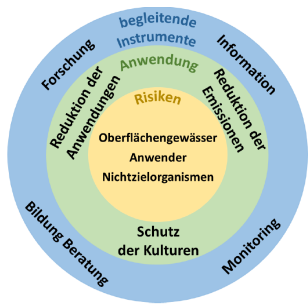 begleitende
Instrumente
Forschung
Information
Anwendung
Reduktion der
Anwendungen
Reduktion der
Emissionen
Risiken
Oberflächengewässer
Anwender
Nichtzielorganismen
Schutz
der Kulturen
Bildung Beratung
Monitoring